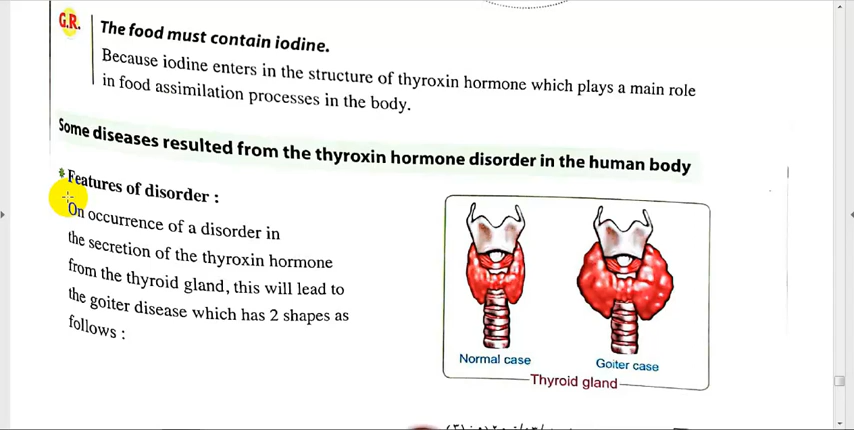 G.R.
The food must contain iodine.
Because iodine enters in the structure of thyroxin hormone which plays a main role
in food assimilation processes in the body.
Some diseases resulted from the thyroxin hormone disorder in the human body
* Features of disorder :
On occurrence of a disorder in
the secretion of the thyroxin hormone
from the thyroid gland, this will lead to
the goiter disease which has 2 shapes as
follows :
Normal case
Goiter case
Thyroid gland